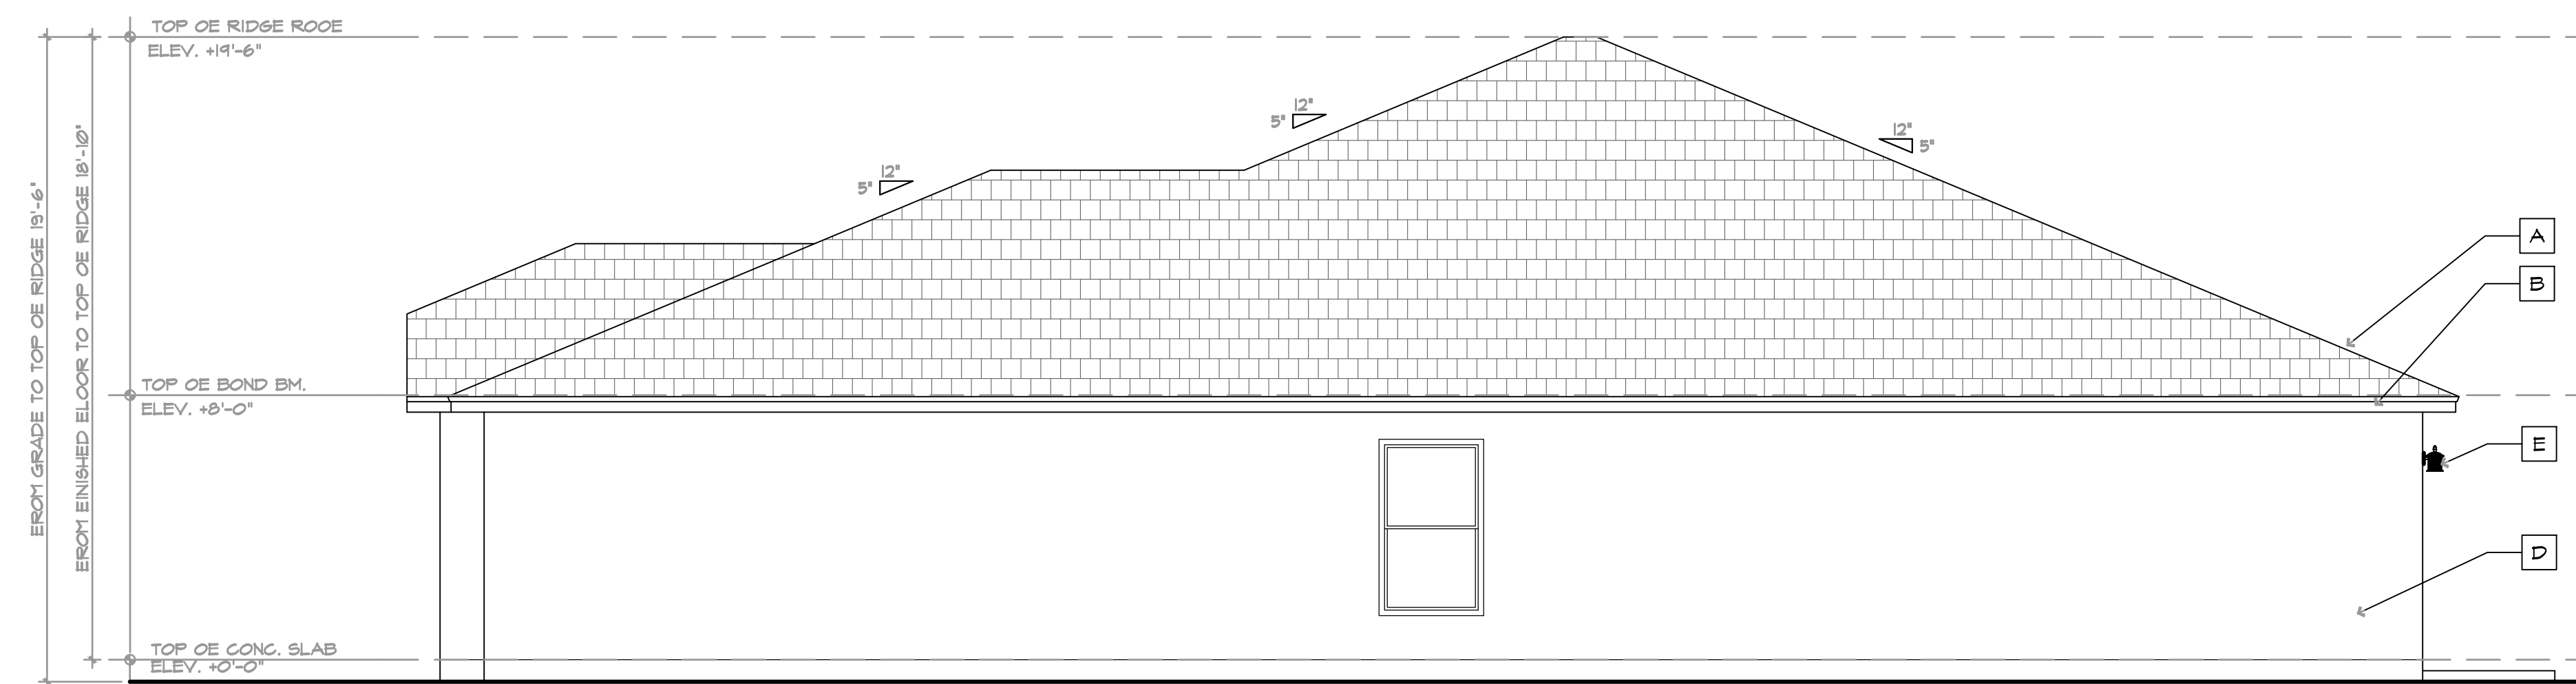 TOP OE RIDGE ROOE
ELEV. +19'-6"
12"
5"
12"
5"
12"
5"
EROM GRADE TO TOP OE RIDGE 19'-6"
EROM EINISHED ELOOR TO TOP OE RIDGE 18'-10"
A
B
TOP OE BOND BM.
ELEV. +8'-0"
E
D
TOP OE CONC. SLAB
ELEV. +0'-0"